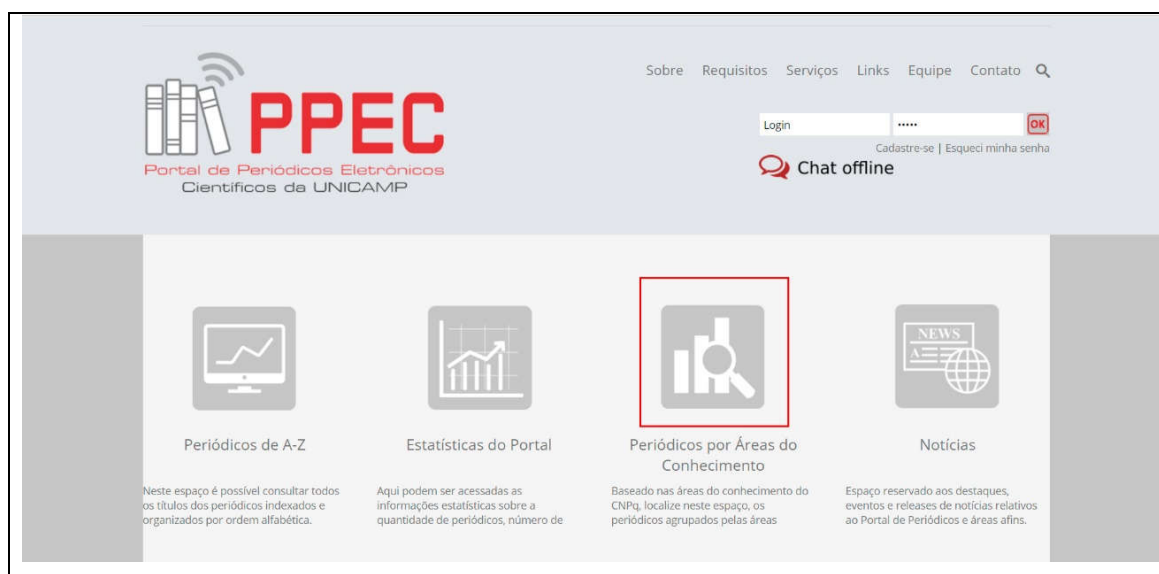 Sobre Requisitos Serviços Links Equipe Contato
PPEC
Portal de Periódicos Eletrônicos
Científicos da UNICAMP
Login ••••• OK
Cadastre-se | Esqueci minha senha
Chat offline
NEWS
A
Periódicos de A-Z
Neste espaço é possível consultar todos
os títulos dos periódicos indexados e
organizados por ordem alfabética.
Estatísticas do Portal
Aqui podem ser acessadas as
informações estatísticas sobre a
quantidade de periódicos, número de
Periódicos por Áreas do
Conhecimento
Baseado nas áreas do conhecimento do
CNPq, localize neste espaço, os
periódicos agrupados pelas áreas
Notícias
Espaço reservado aos destaques,
eventos e releases de notícias relativos
ao Portal de Periódicos e áreas afins.